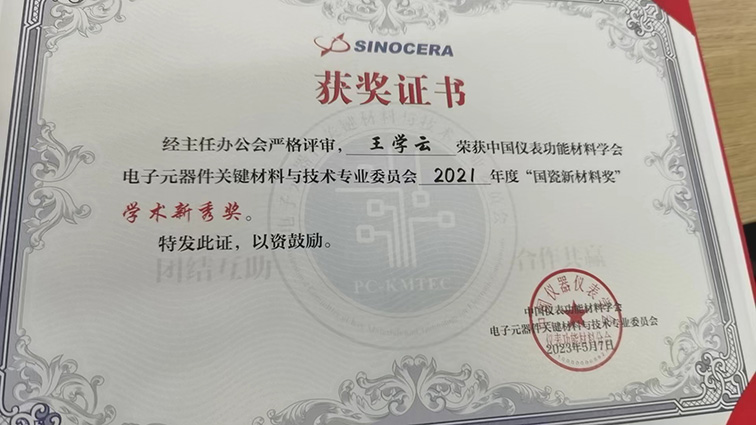 SINOCERA
获奖证书
经主任办公会严格评审，王学云 荣获中国仪表功能材料学会
电子元器件关键材料与技术专业委员会 2021 年度“国瓷新材料奖”
学术新秀奖。
特发此证，以资鼓励。
团结互助
合作共赢
PC-KMTEC
中国仪表功能材料学会
电子元器件关键材料与技术专业委员会
2023年5月7日